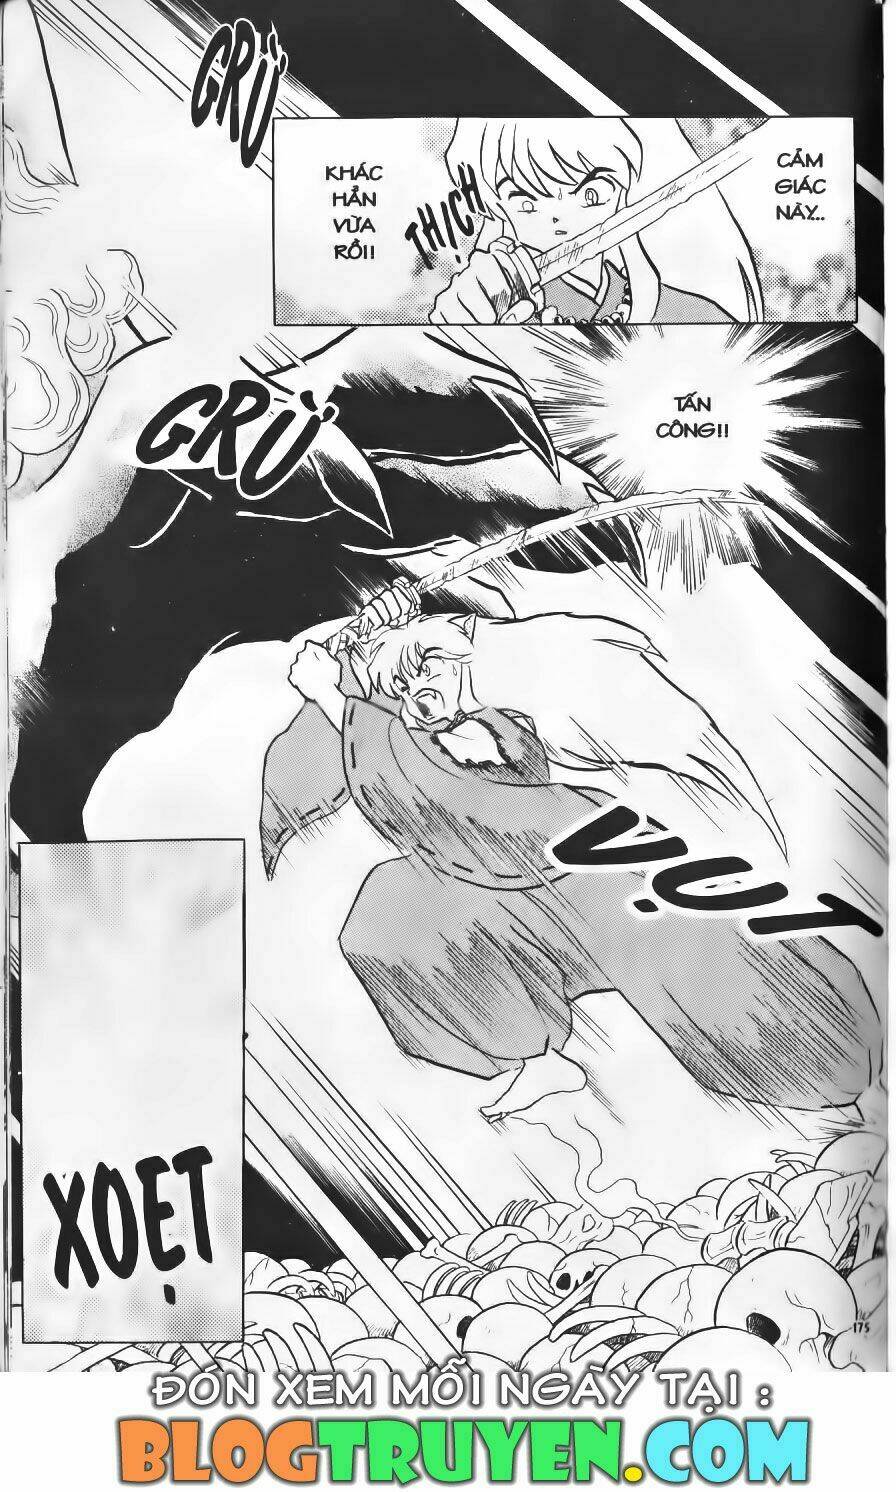 GRỪ
CẢM
GIÁC
NÀY...
THỊCH
KHÁC
HẲN
VỪA
RỒI!!
TẤN
CÔNG!!
GRỪ
VỤT
XOẸT
175
ĐÓN XEM MỖI NGÀY TẠI :
BLOGTRUYEN.COM